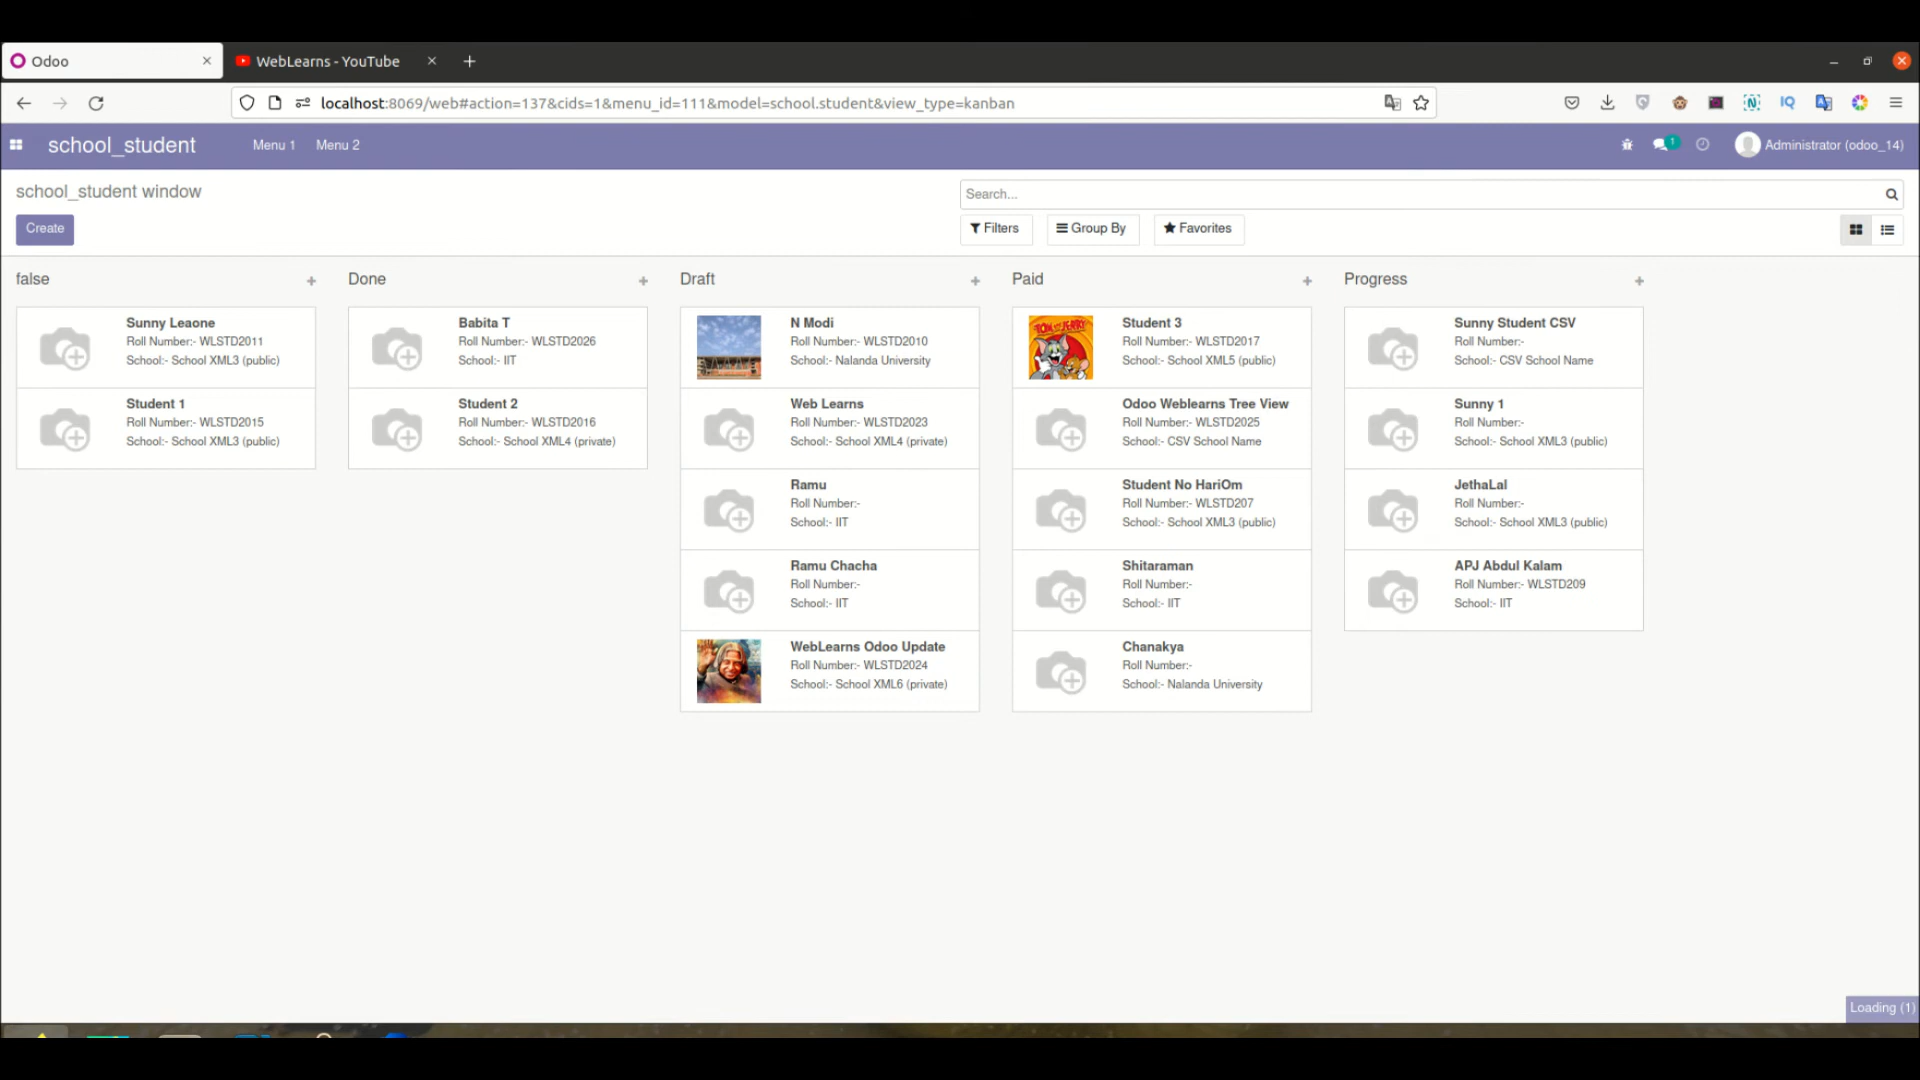 Odoo
WebLearns - YouTube
localhost:8069/web#action=137&cids=1&menu_id=111&model=school.student&view_type=kanban
IQ
school_student
Menu 1
Menu 2
1
Administrator (odoo_14)
school_student window
Search...
Create
Filters
Group By
Favorites
false
Sunny Leaone
Roll Number:- WLSTD2011
School:- School XML3 (public)
Student 1
Roll Number:- WLSTD2015
School:- School XML3 (public)
Done
Babita T
Roll Number:- WLSTD2026
School:- IIT
Student 2
Roll Number:- WLSTD2016
School:- School XML4 (private)
Draft
N Modi
Roll Number:- WLSTD2010
School:- Nalanda University
Web Learns
Roll Number:- WLSTD2023
School:- School XML4 (private)
Ramu
Roll Number:-
School:- IIT
Ramu Chacha
Roll Number:-
School:- IIT
WebLearns Odoo Update
Roll Number:- WLSTD2024
School:- School XML6 (private)
Paid
TOM and JERRY
Student 3
Roll Number:- WLSTD2017
School:- School XML5 (public)
Odoo Weblearns Tree View
Roll Number:- WLSTD2025
School:- CSV School Name
Student No HariOm
Roll Number:- WLSTD207
School:- School XML3 (public)
Shitaraman
Roll Number:-
School:- IIT
Chanakya
Roll Number:-
School:- Nalanda University
Progress
Sunny Student CSV
Roll Number:-
School:- CSV School Name
Sunny 1
Roll Number:-
School:- School XML3 (public)
JethaLal
Roll Number:-
School:- School XML3 (public)
APJ Abdul Kalam
Roll Number:- WLSTD209
School:- IIT
Loading (1)